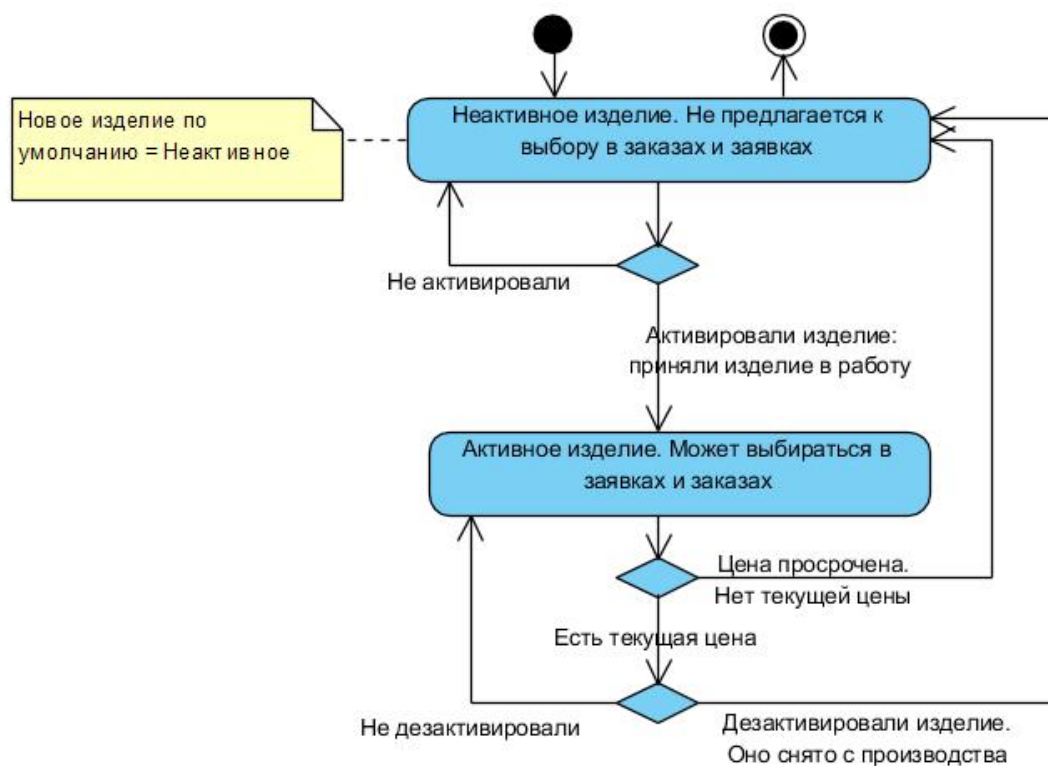 Неактивное изделие. Не предлагается к
выбору в заказах и заявках
Новое изделие по
умолчанию = Неактивное
Не активировали
Активировали изделие:
приняли изделие в работу
Активное изделие. Может выбираться в
заявках и заказах
Цена просрочена.
Нет текущей цены
Есть текущая цена
Не дезактивировали
Дезактивировали изделие.
Оно снято с производства